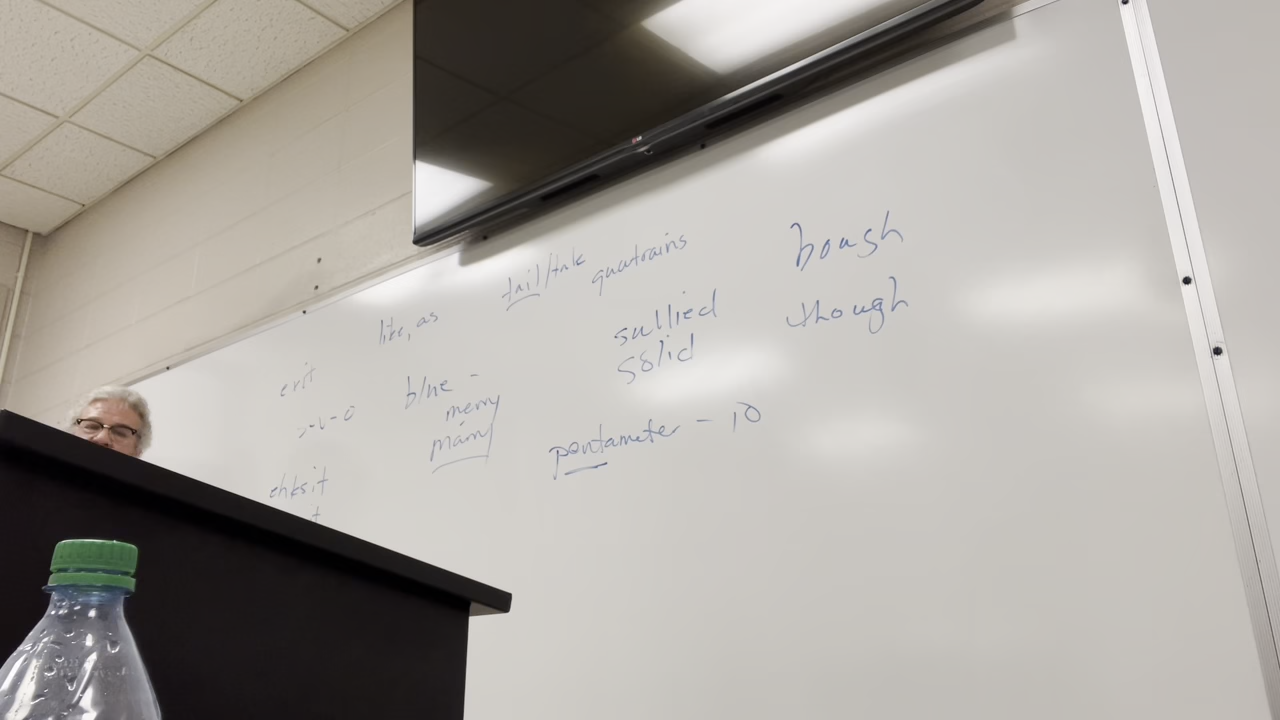 tail/tale quatrains
like, as
bough
though
sullied
solid
exit
blue -
merry
marry
pentameter - 10
ehksit